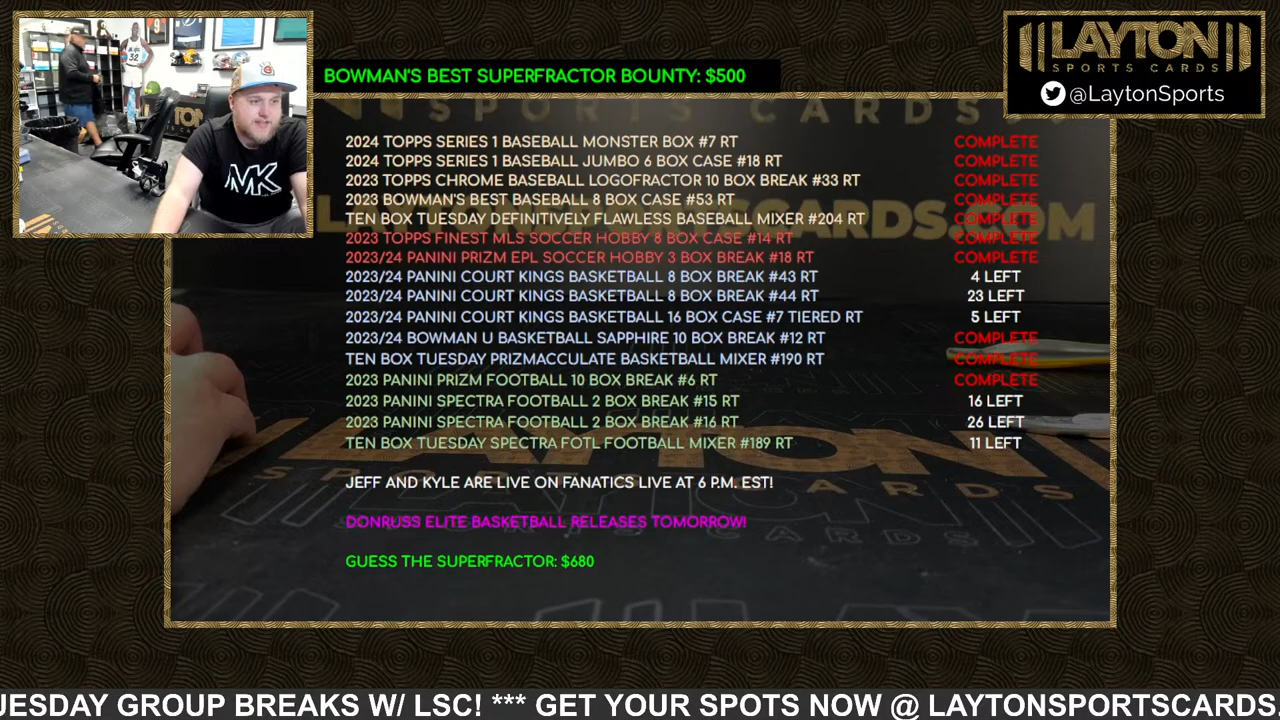 BOWMAN'S BEST SUPERFRACTOR BOUNTY: $500
LAYTON
SPORTS CARDS
@LaytonSports
32
MK
2024 TOPPS SERIES 1 BASEBALL MONSTER BOX #7 RT COMPLETE
2024 TOPPS SERIES 1 BASEBALL JUMBO 6 BOX CASE #18 RT COMPLETE
2023 TOPPS CHROME BASEBALL LOGOFRACTOR 10 BOX BREAK #33 RT COMPLETE
2023 BOWMAN'S BEST BASEBALL 8 BOX CASE #53 RT COMPLETE
TEN BOX TUESDAY DEFINITIVELY FLAWLESS BASEBALL MIXER #204 RT COMPLETE
2023 TOPPS FINEST MLS SOCCER HOBBY 8 BOX CASE #14 RT COMPLETE
2023/24 PANINI PRIZM EPL SOCCER HOBBY 3 BOX BREAK #18 RT COMPLETE
2023/24 PANINI COURT KINGS BASKETBALL 8 BOX BREAK #43 RT 4 LEFT
2023/24 PANINI COURT KINGS BASKETBALL 8 BOX BREAK #44 RT 23 LEFT
2023/24 PANINI COURT KINGS BASKETBALL 16 BOX CASE #7 TIERED RT 5 LEFT
2023/24 BOWMAN U BASKETBALL SAPPHIRE 10 BOX BREAK #12 RT COMPLETE
TEN BOX TUESDAY PRIZMACCULATE BASKETBALL MIXER #190 RT COMPLETE
2023 PANINI PRIZM FOOTBALL 10 BOX BREAK #6 RT COMPLETE
2023 PANINI SPECTRA FOOTBALL 2 BOX BREAK #15 RT 16 LEFT
2023 PANINI SPECTRA FOOTBALL 2 BOX BREAK #16 RT 26 LEFT
TEN BOX TUESDAY SPECTRA FOTL FOOTBALL MIXER #189 RT 11 LEFT
JEFF AND KYLE ARE LIVE ON FANATICS LIVE AT 6 P.M. EST!
DONRUSS ELITE BASKETBALL RELEASES TOMORROW!
GUESS THE SUPERFRACTOR: $680
UESDAY GROUP BREAKS W/ LSC! *** GET YOUR SPOTS NOW @ LAYTONSPORTSCARDS.